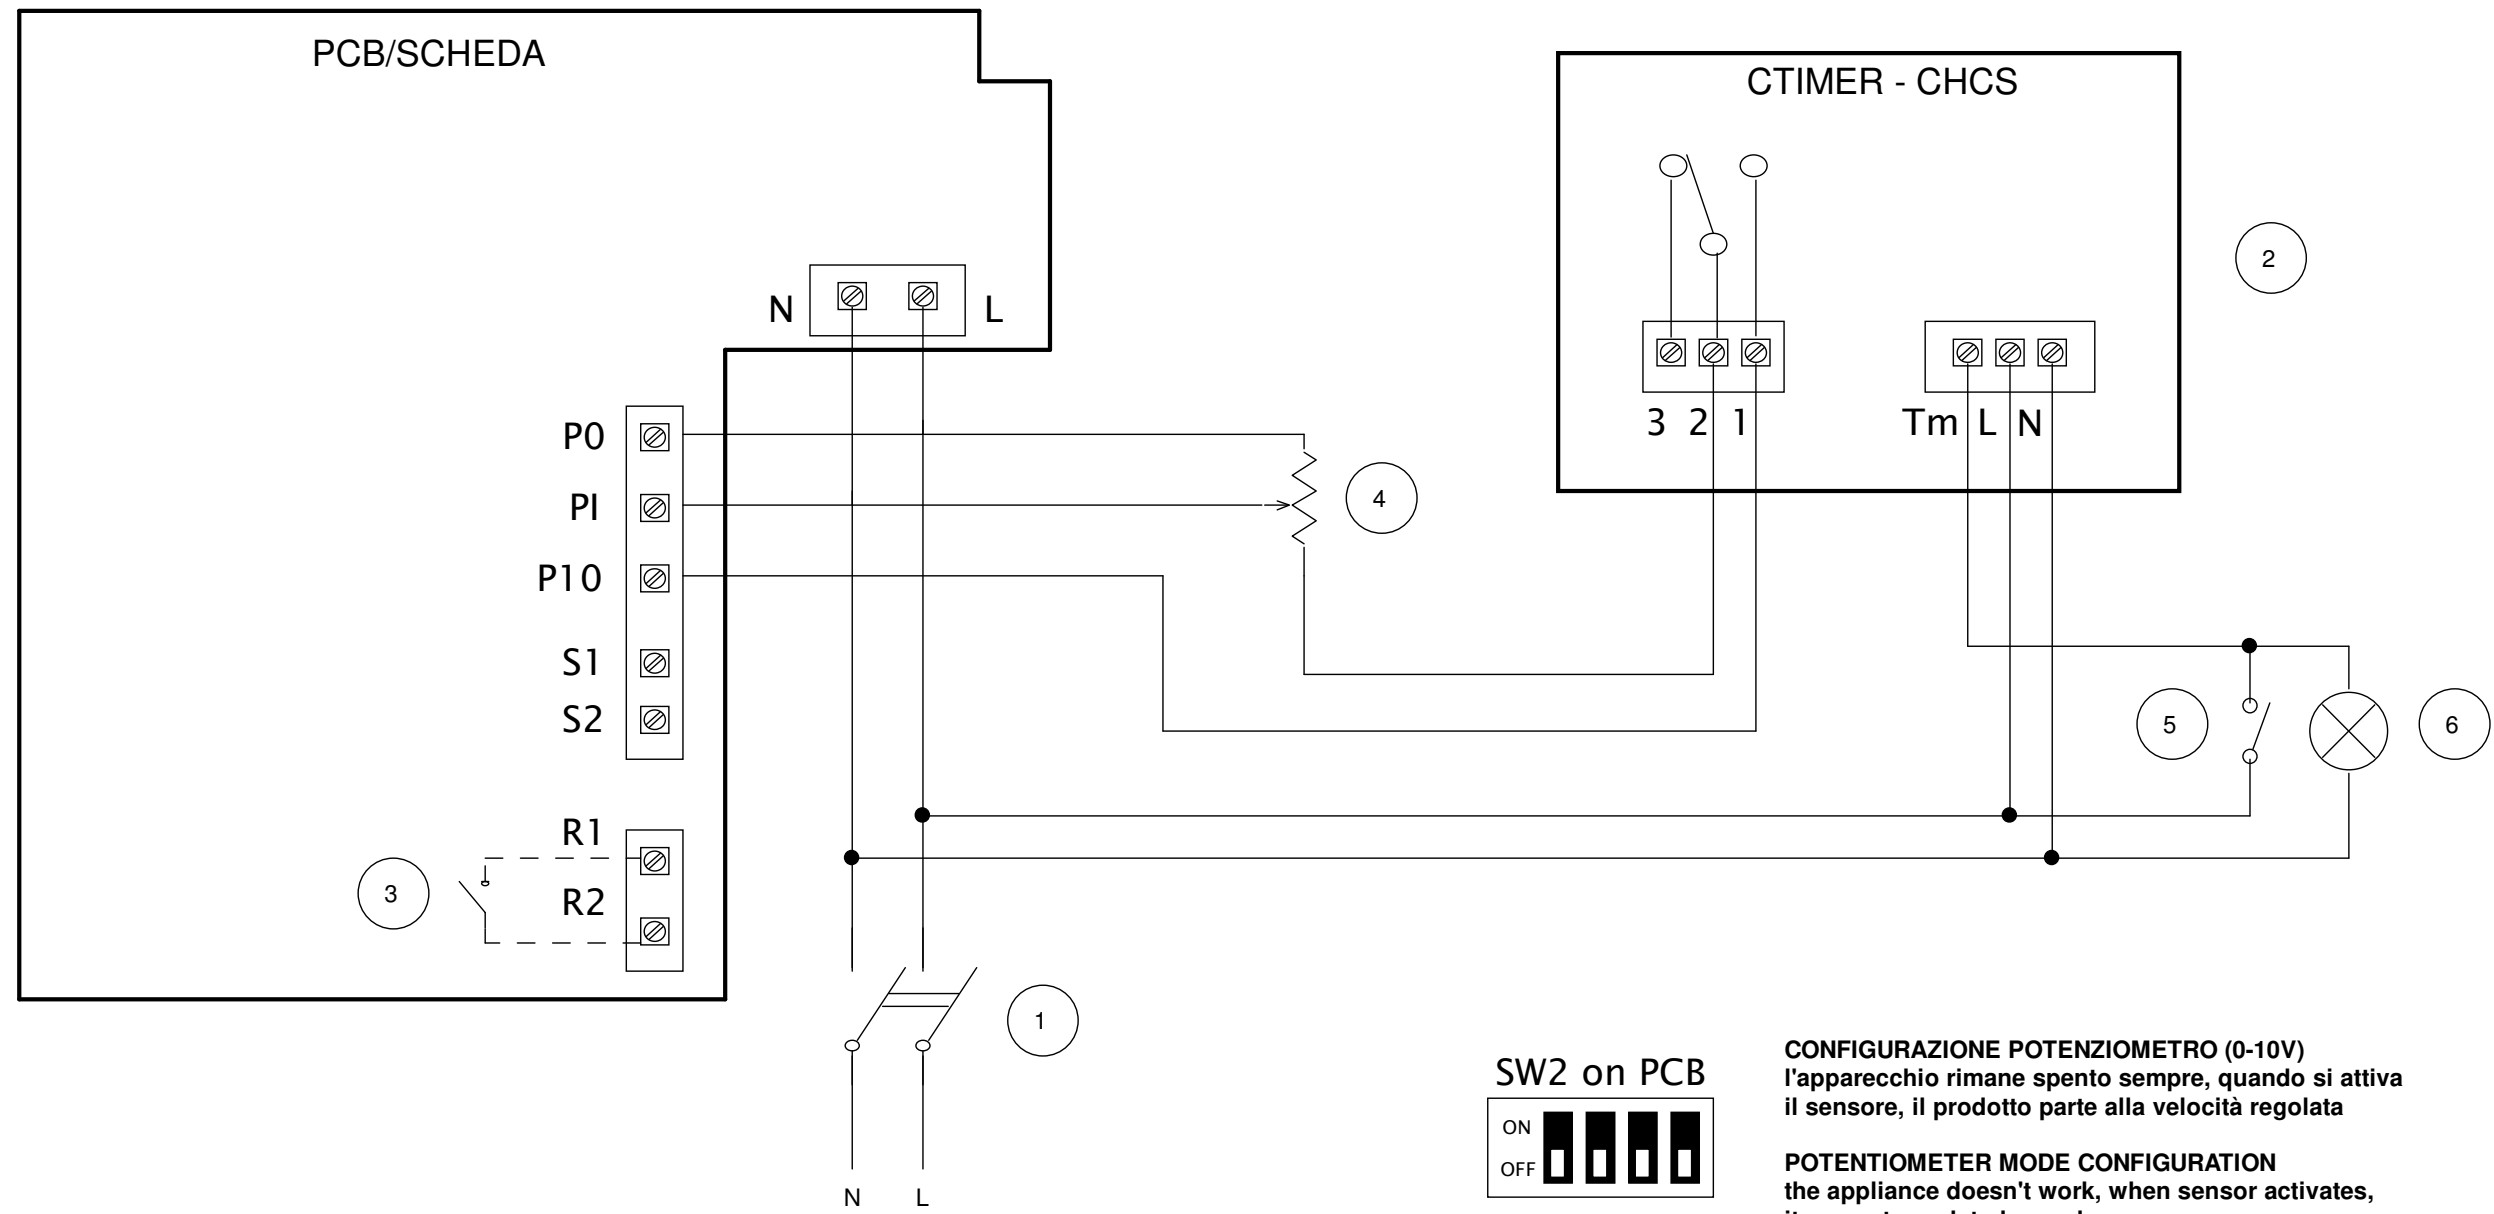 PCB/SCHEDA
CTIMER - CHCS
2
N L
3 2 1 Tm L N
P0
PI
4
P10
S1
S2
5
6
R1
3
R2
1
SW2 on PCB
ON
OFF
N L
CONFIGURAZIONE POTENZIOMETRO (0-10V)
l'apparecchio rimane spento sempre, quando si attiva
il sensore, il prodotto parte alla velocità regolata
POTENTIOMETER MODE CONFIGURATION
the appliance doesn't work, when sensor activates,